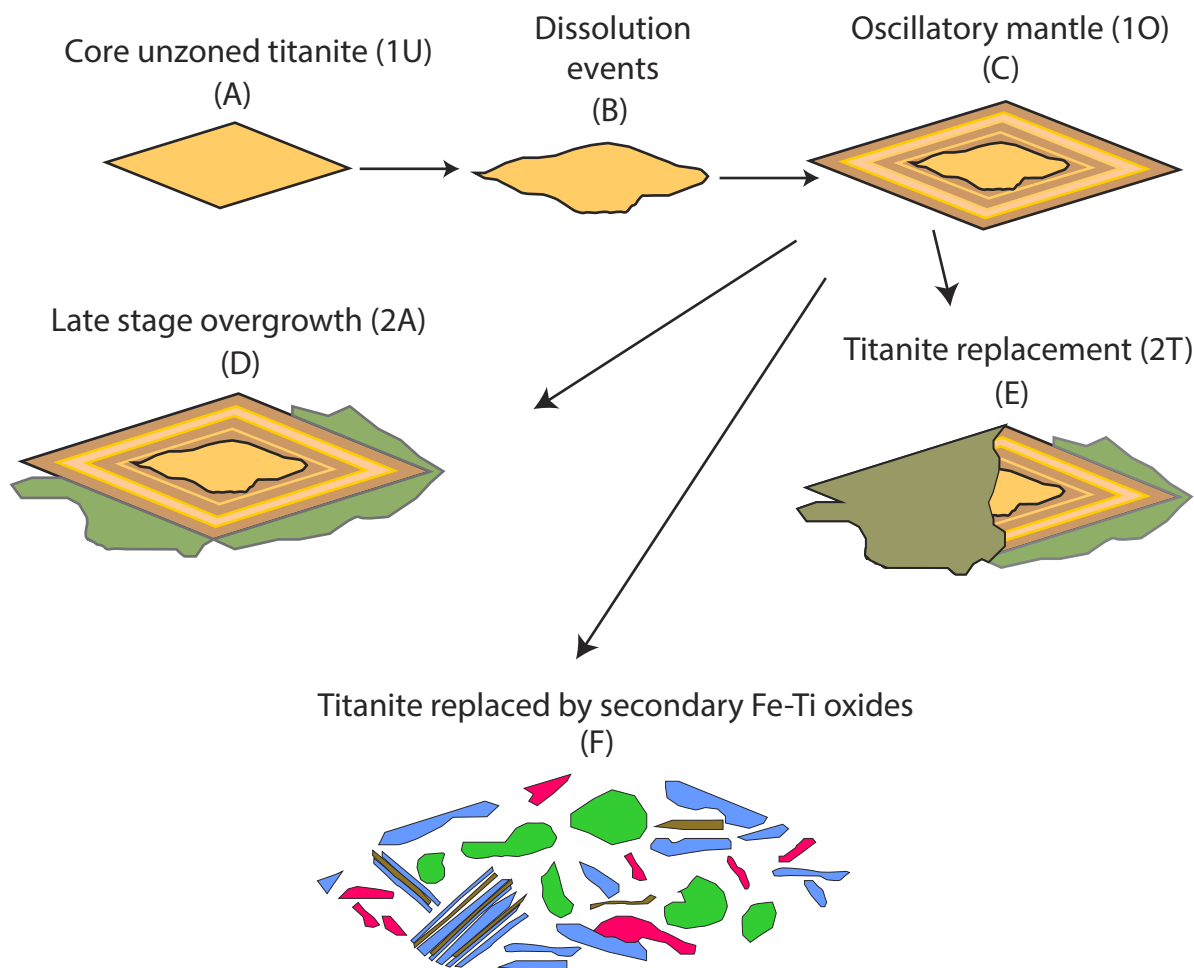 Core unzoned titanite (1U)
(A)
Dissolution
events
(B)
Oscillatory mantle (1O)
(C)
Late stage overgrowth (2A)
(D)
Titanite replacement (2T)
(E)
Titanite replaced by secondary Fe-Ti oxides
(F)